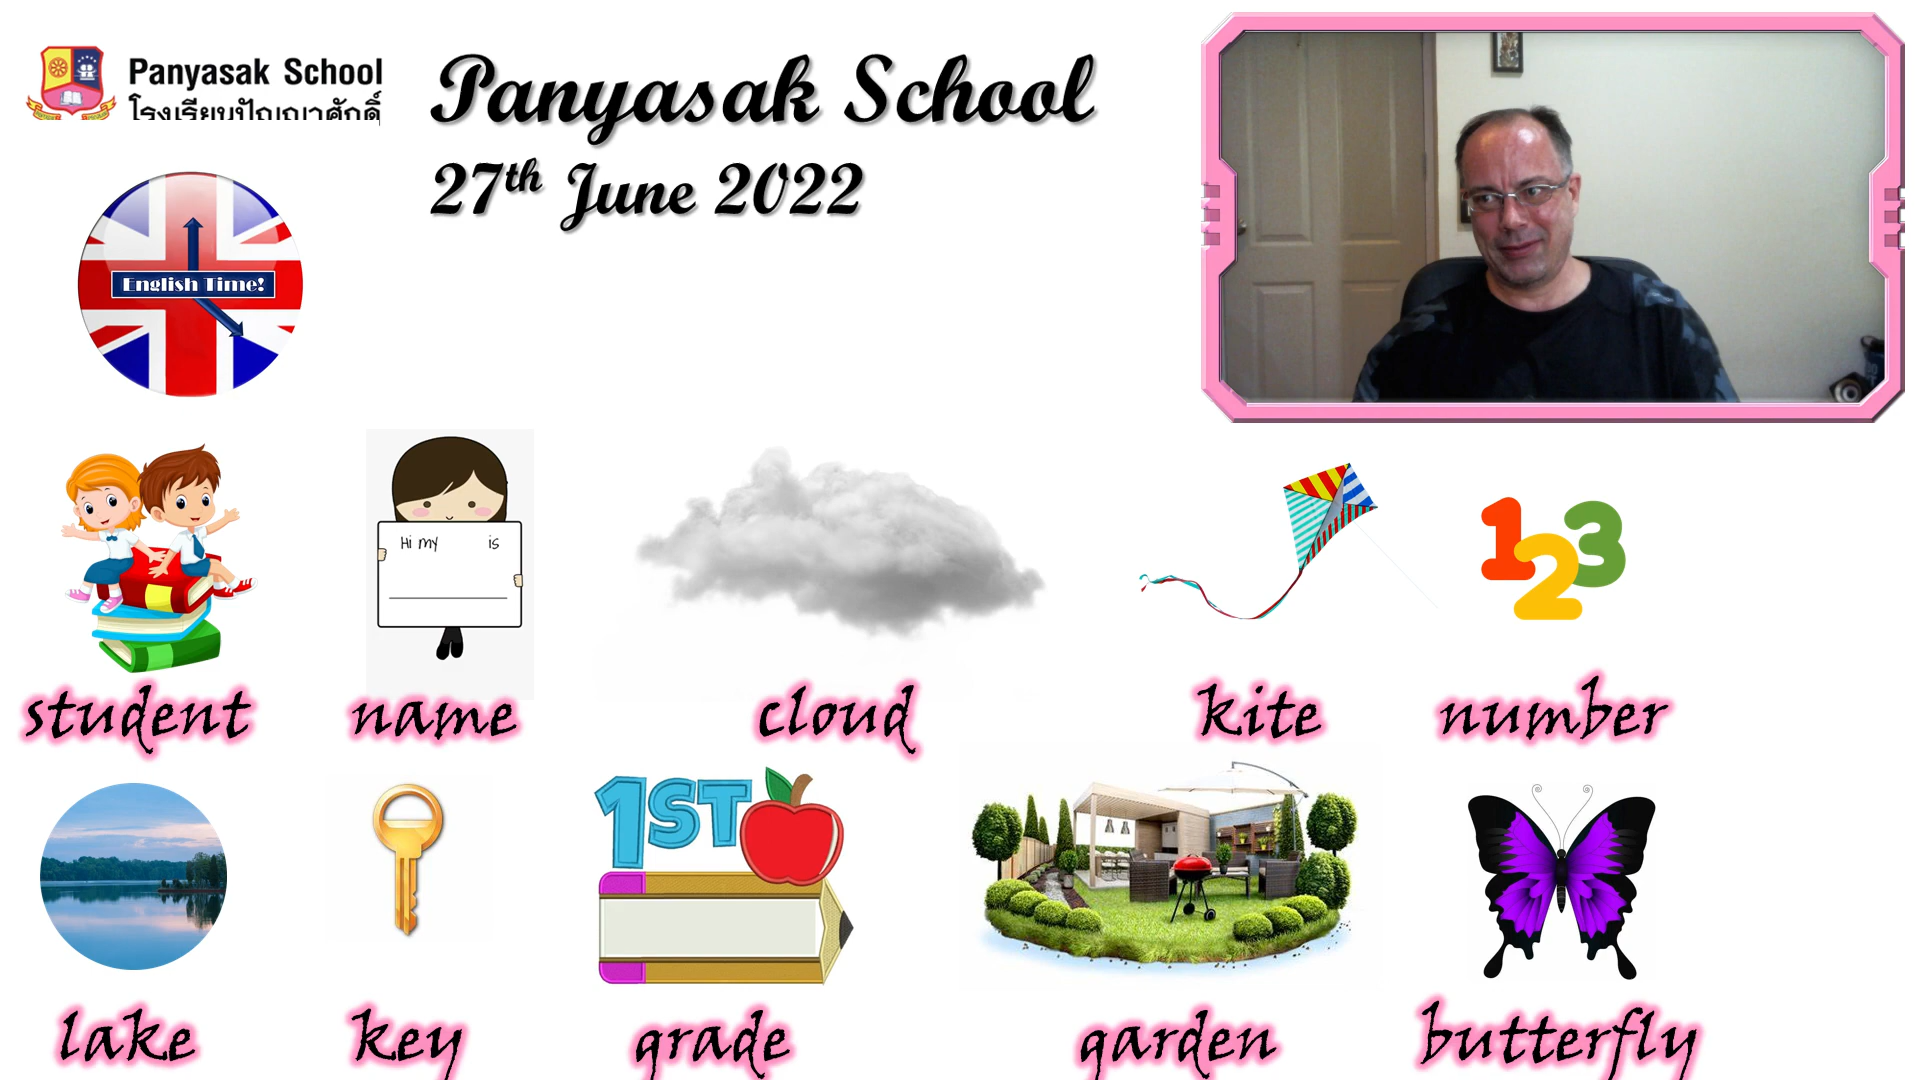 Panyasak School
โรงเรียนปัญญาศักดิ์
Panyasak School
27th June 2022
English Time!
Hi my is
123
student name cloud kite number
1ST
lake key grade garden butterfly